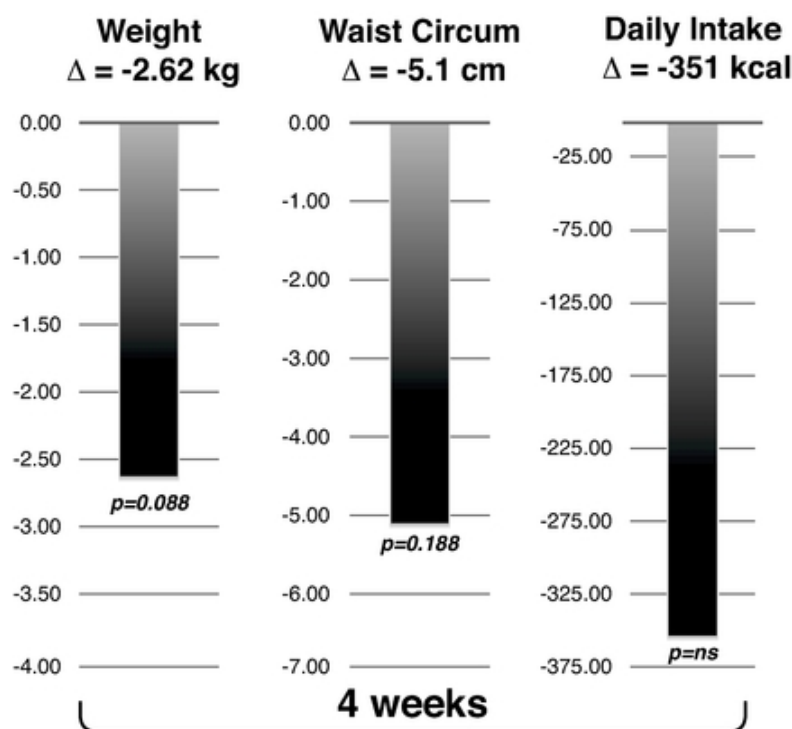 Weight
Δ = -2.62 kg
Waist Circum
Δ = -5.1 cm
Daily Intake
Δ = -351 kcal
0.00
-0.50
-1.00
-1.50
-2.00
-2.50
-3.00
-3.50
-4.00
p=0.088
0.00
-1.00
-2.00
-3.00
-4.00
-5.00
-6.00
-7.00
p=0.188
-25.00
-75.00
-125.00
-175.00
-225.00
-275.00
-325.00
-375.00
p=ns
4 weeks